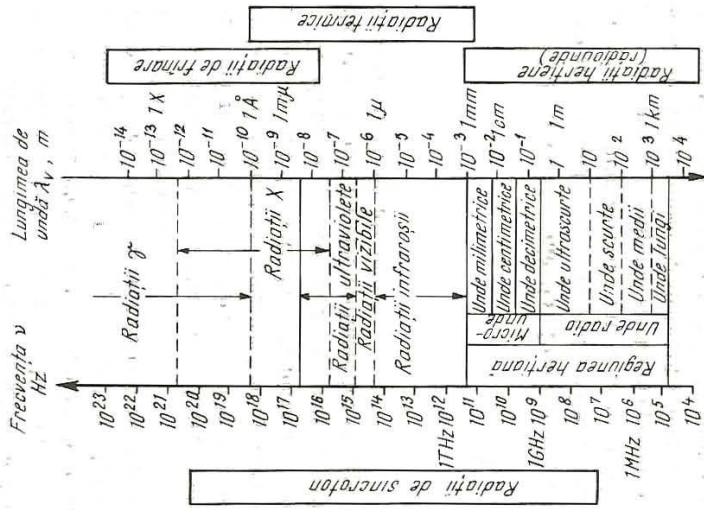 Radiații termice
Radiații de frînare
Radiații herțiene
(radiounde)
Lungimea de
undă λᵥ, m
10⁻¹⁴
10⁻¹³ 1X
10⁻¹²
10⁻¹¹
10⁻¹⁰ 1Å
10⁻⁹ 1mμ
10⁻⁸
10⁻⁷
10⁻⁶ 1μ
10⁻⁵
10⁻⁴
10⁻³ 1mm
10⁻² 1cm
10⁻¹
1 1m
10
10²
10³ 1km
10⁴
Radiații γ
Radiații X
Radiații ultraviolete
Radiații vizibile
Radiații infraroșii
Unde milimetrice
Unde centimetrice
Unde decimetrice
Unde ultrascurte
Unde scurte
Unde medii
Unde lungi
Micro-
unde
Unde radio
Regiunea herțiana
Frecvența ν
Hz
10²³
10²²
10²¹
10²⁰
10¹⁹
10¹⁸
10¹⁷
10¹⁶
10¹⁵
10¹⁴
10¹³
1THz 10¹²
10¹¹
10¹⁰
1GHz 10⁹
10⁸
10⁷
1MHz 10⁶
10⁵
10⁴
Radiații de sincroton